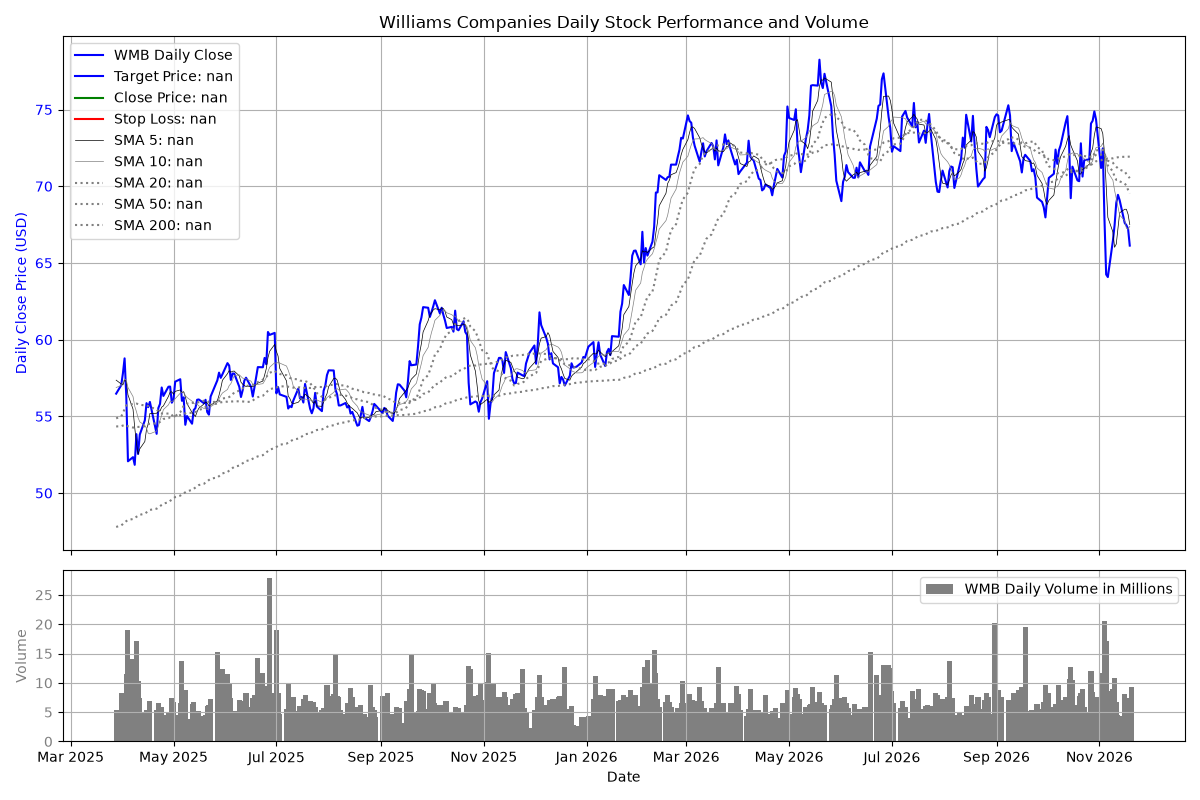 Williams Companies Daily Stock Performance and Volume
WMB Daily Close
Target Price: nan
Close Price: nan
Stop Loss: nan
SMA 5: nan
SMA 10: nan
SMA 20: nan
SMA 50: nan
SMA 200: nan
Daily Close Price (USD)
75
70
65
60
55
50
WMB Daily Volume in Millions
Volume
25
20
15
10
5
0
Mar 2025 May 2025 Jul 2025 Sep 2025 Nov 2025 Jan 2026 Mar 2026 May 2026 Jul 2026 Sep 2026 Nov 2026
Date